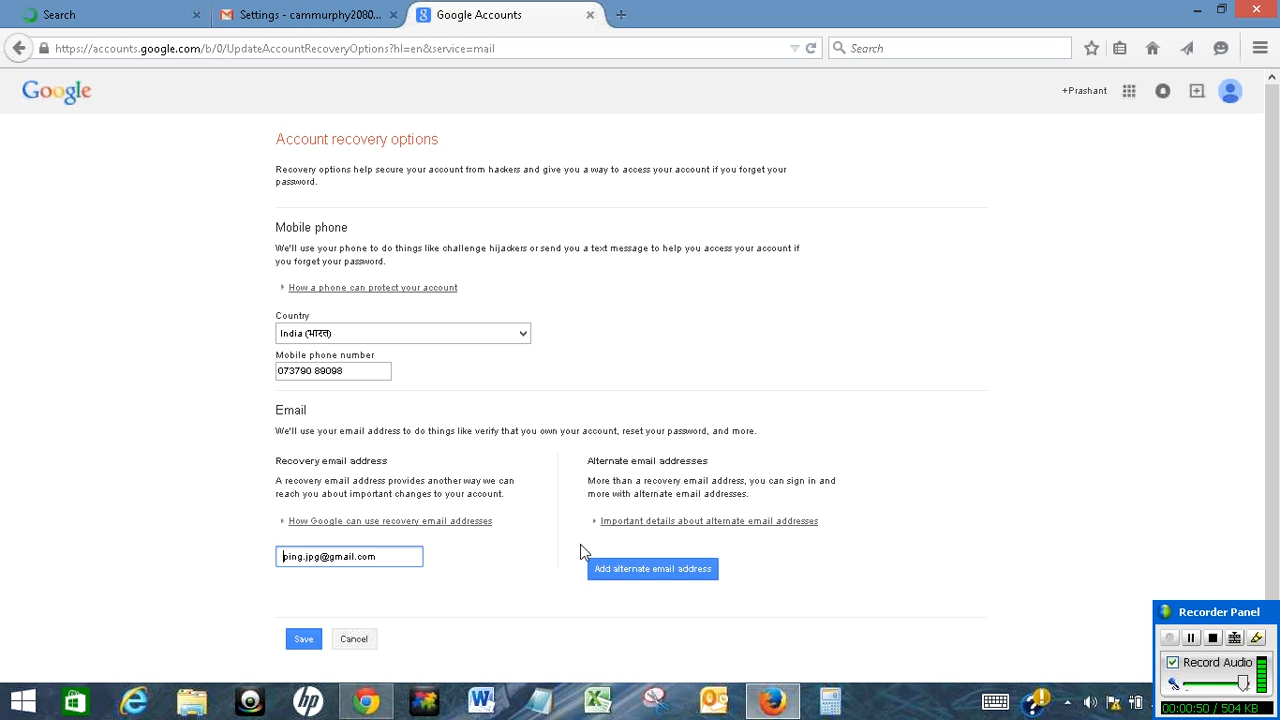 Search
Settings - cammurphy2080...
Google Accounts
https://accounts.google.com/b/0/UpdateAccountRecoveryOptions?hl=en&service=mail
Search
Google
+Prashant
Account recovery options
Recovery options help secure your account from hackers and give you a way to access your account if you forget your
password.
Mobile phone
We'll use your phone to do things like challenge hijackers or send you a text message to help you access your account if
you forget your password.
How a phone can protect your account
Country
India (भारत)
Mobile phone number
073790 89098
Email
We'll use your email address to do things like verify that you own your account, reset your password, and more.
Recovery email address
A recovery email address provides another way we can
reach you about important changes to your account.
How Google can use recovery email addresses
ping.jpg@gmail.com
Alternate email addresses
More than a recovery email address, you can sign in and
more with alternate email addresses.
Important details about alternate email addresses
Add alternate email address
Save
Cancel
Recorder Panel
Record Audio
00:00:50 / 504 KB